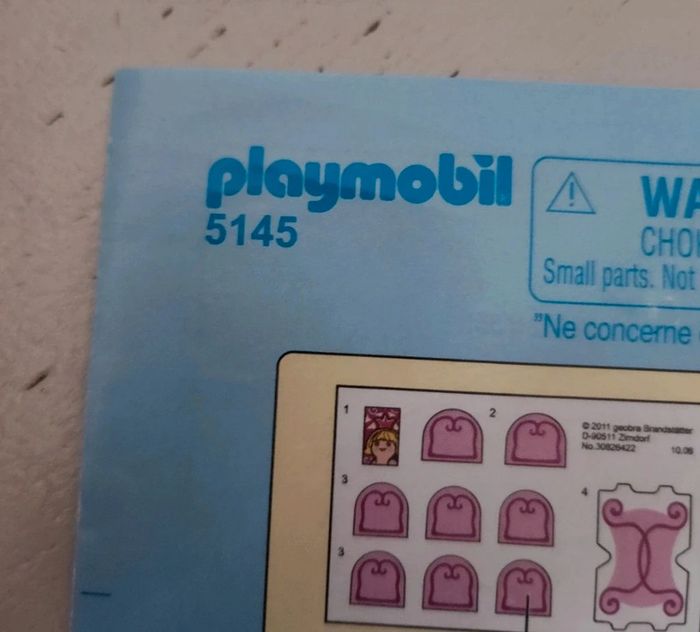 playmobil
5145
WA
CHO
Small parts. Not
"Ne concerne
1
2
© 2011 geobra Brandstätter
D-90511 Zirndorf
No.30826422 10.06
3
4
3